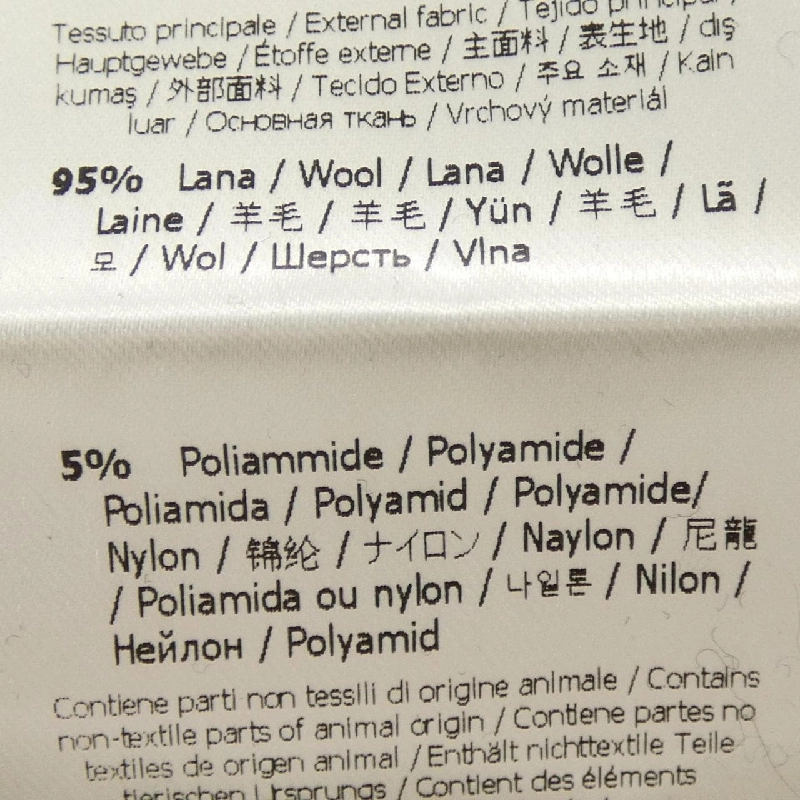 Tessuto principale / External fabric / Tejido principal /
Hauptgewebe / Étoffe externe / 主面料 / 表生地 / dış
kumaş / 外部面料 / Tecido Externo / 주요 소재 / Kain
luar / Основная ткань / Vrchový materiál
95% Lana / Wool / Lana / Wolle /
Laine / 羊毛 / 羊毛 / Yün / 羊毛 / Lã /
모 / Wol / Шерсть / Vlna
5% Poliammide / Polyamide /
Poliamida / Polyamid / Polyamide/
Nylon / 锦纶 / ナイロン / Naylon / 尼龍
/ Poliamida ou nylon / 나일론 / Nilon /
Нейлон / Polyamid
Contiene parti non tessili di origine animale / Contains
non-textile parts of animal origin / Contiene partes no
textiles de origen animal / Enthält nichttextile Teile
tierischen Ursprungs / Contient des éléments